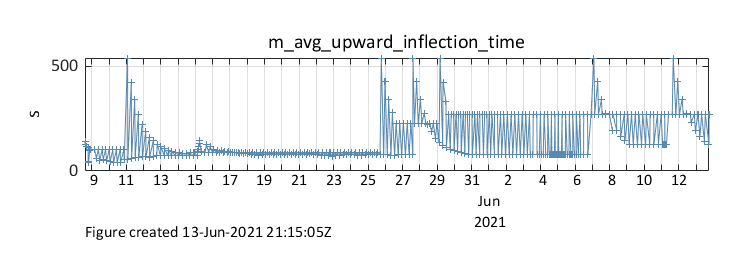 m_avg_upward_inflection_time
500
s
0
9 11 13 15 17 19 21 23 25 27 29 31 2 4 6 8 10 12
Jun
2021
Figure created 13-Jun-2021 21:15:05Z